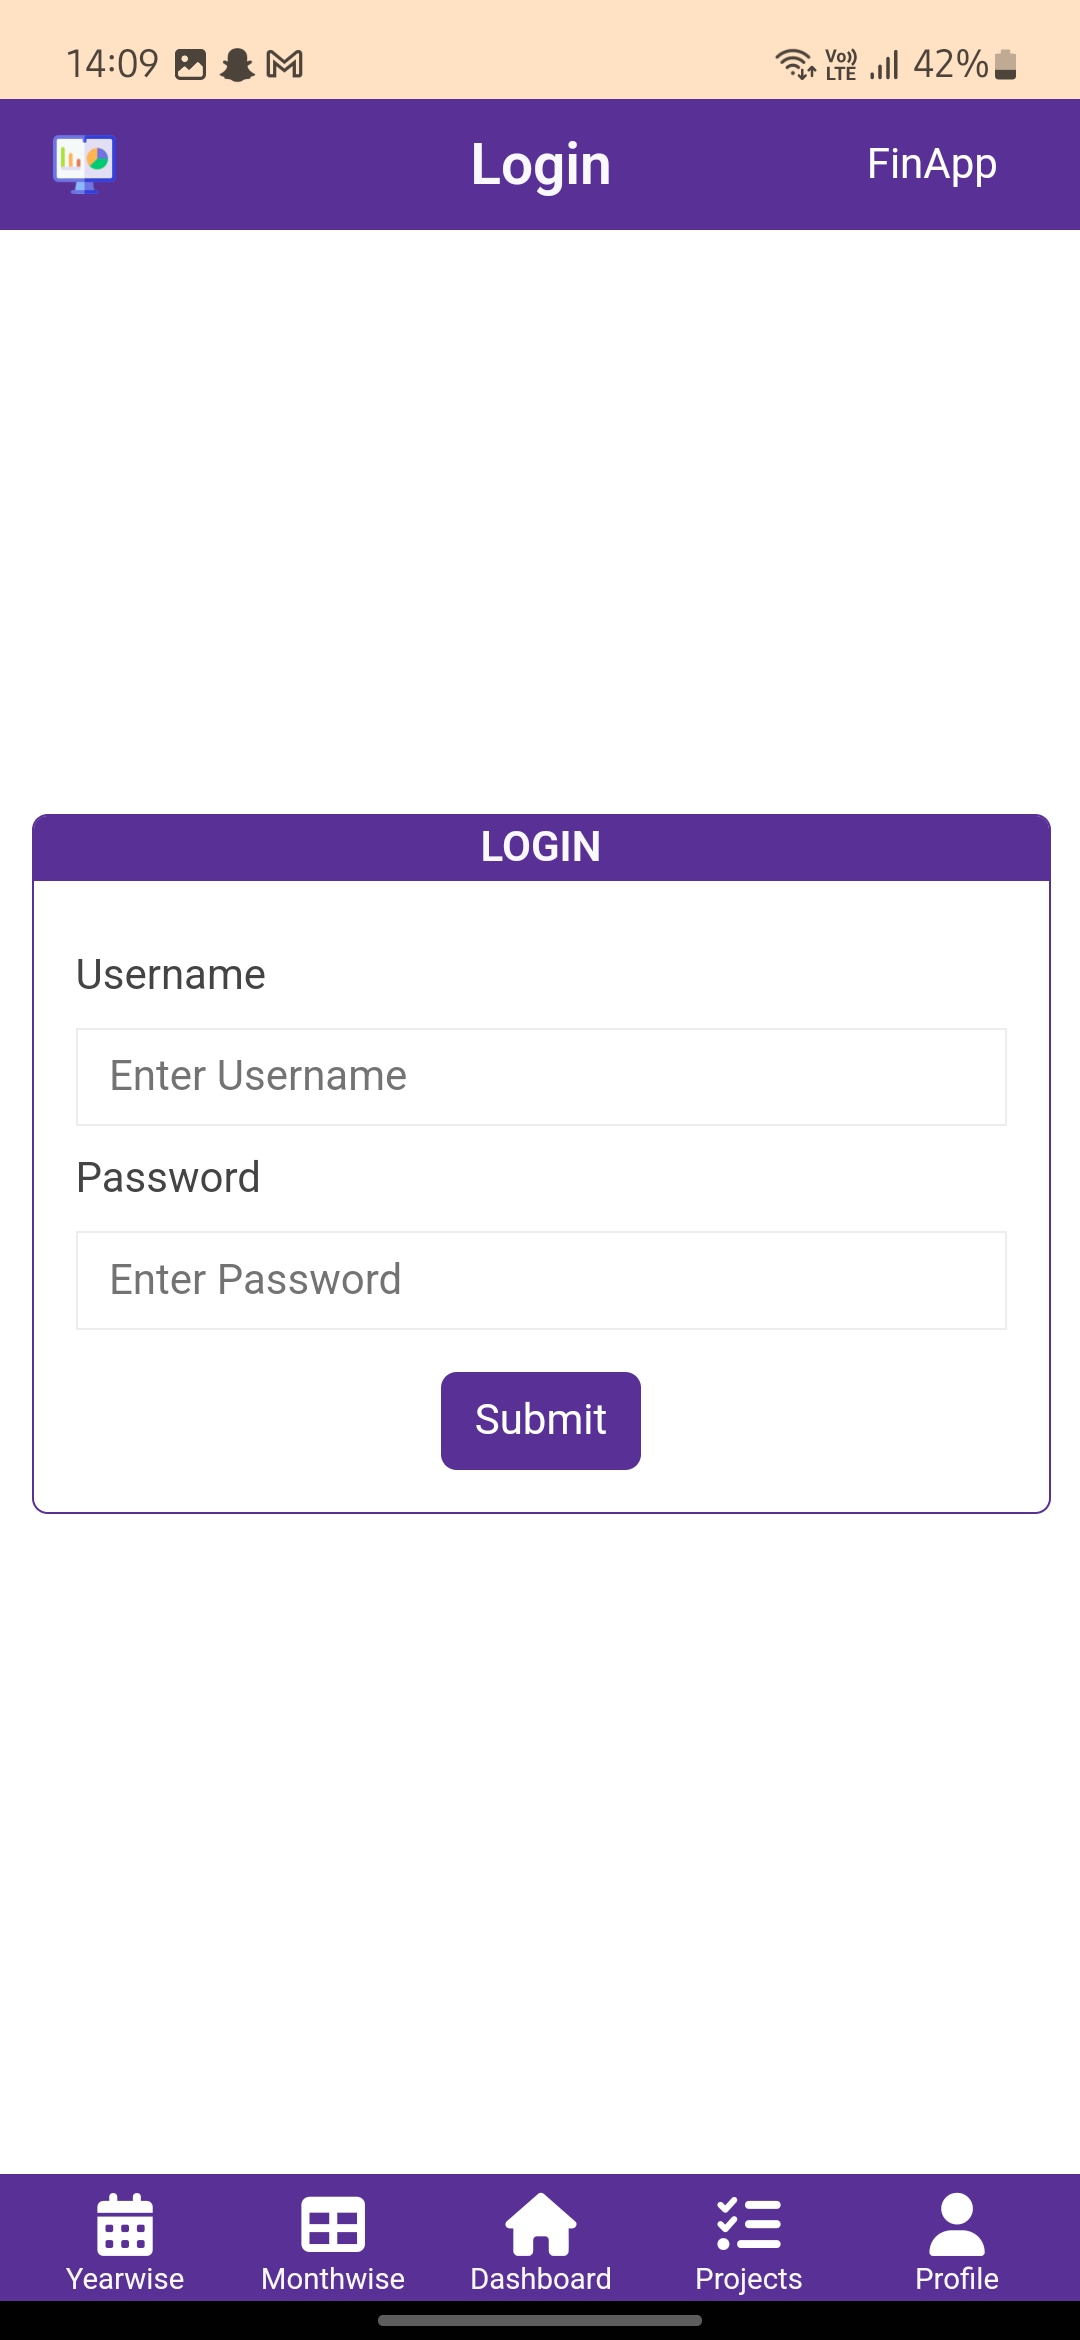 14:09 Vo)) LTE 42%
Login FinApp
LOGIN
Username
Enter Username
Password
Enter Password
Submit
Yearwise Monthwise Dashboard Projects Profile